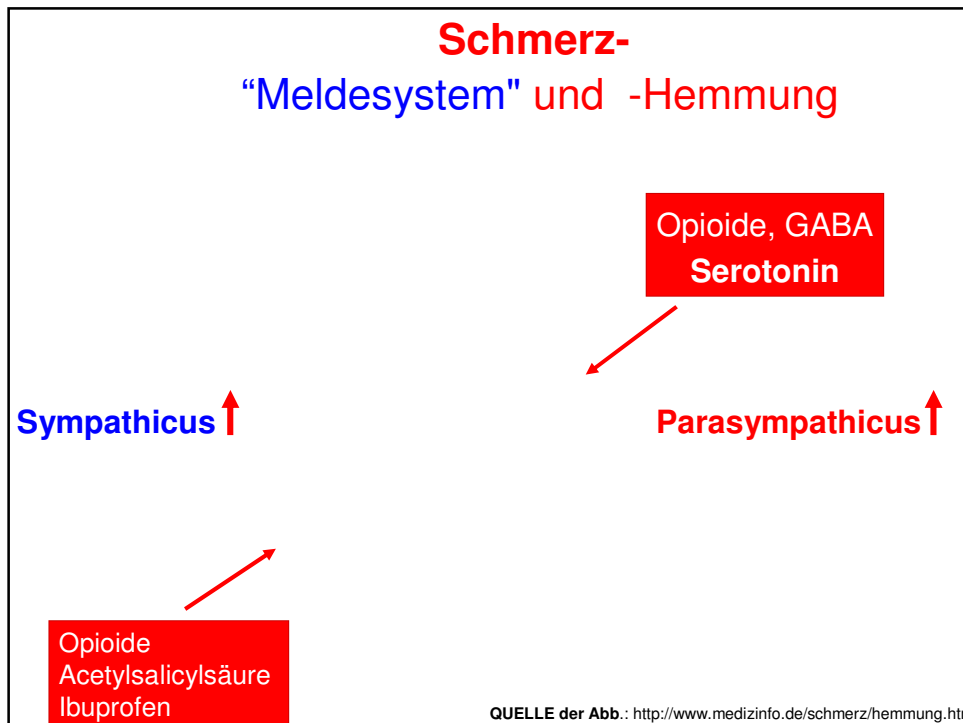 Schmerz-
“Meldesystem" und -Hemmung
Opioide, GABA
Serotonin
Sympathicus
Parasympathicus
Opioide
Acetylsalicylsäure
Ibuprofen
QUELLE der Abb.: http://www.medizinfo.de/schmerz/hemmung.htm